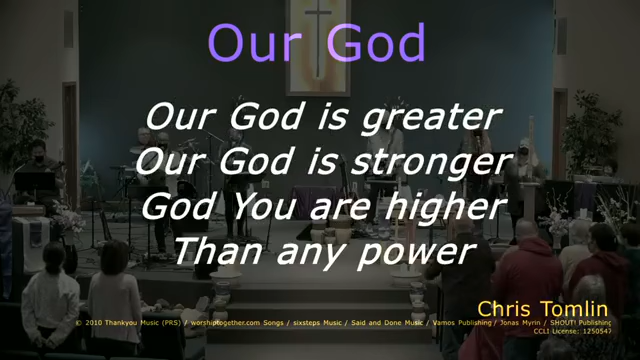 Our God
Our God is greater
Our God is stronger
God You are higher
Than any power
Chris Tomlin
© 2010 Thankyou Music (PRS) / worshiptogether.com Songs / sixsteps Music / Said and Done Music / Vamos Publishing / Jonas Myrin / SHOUT! Publishing
CCLI License: 1250547